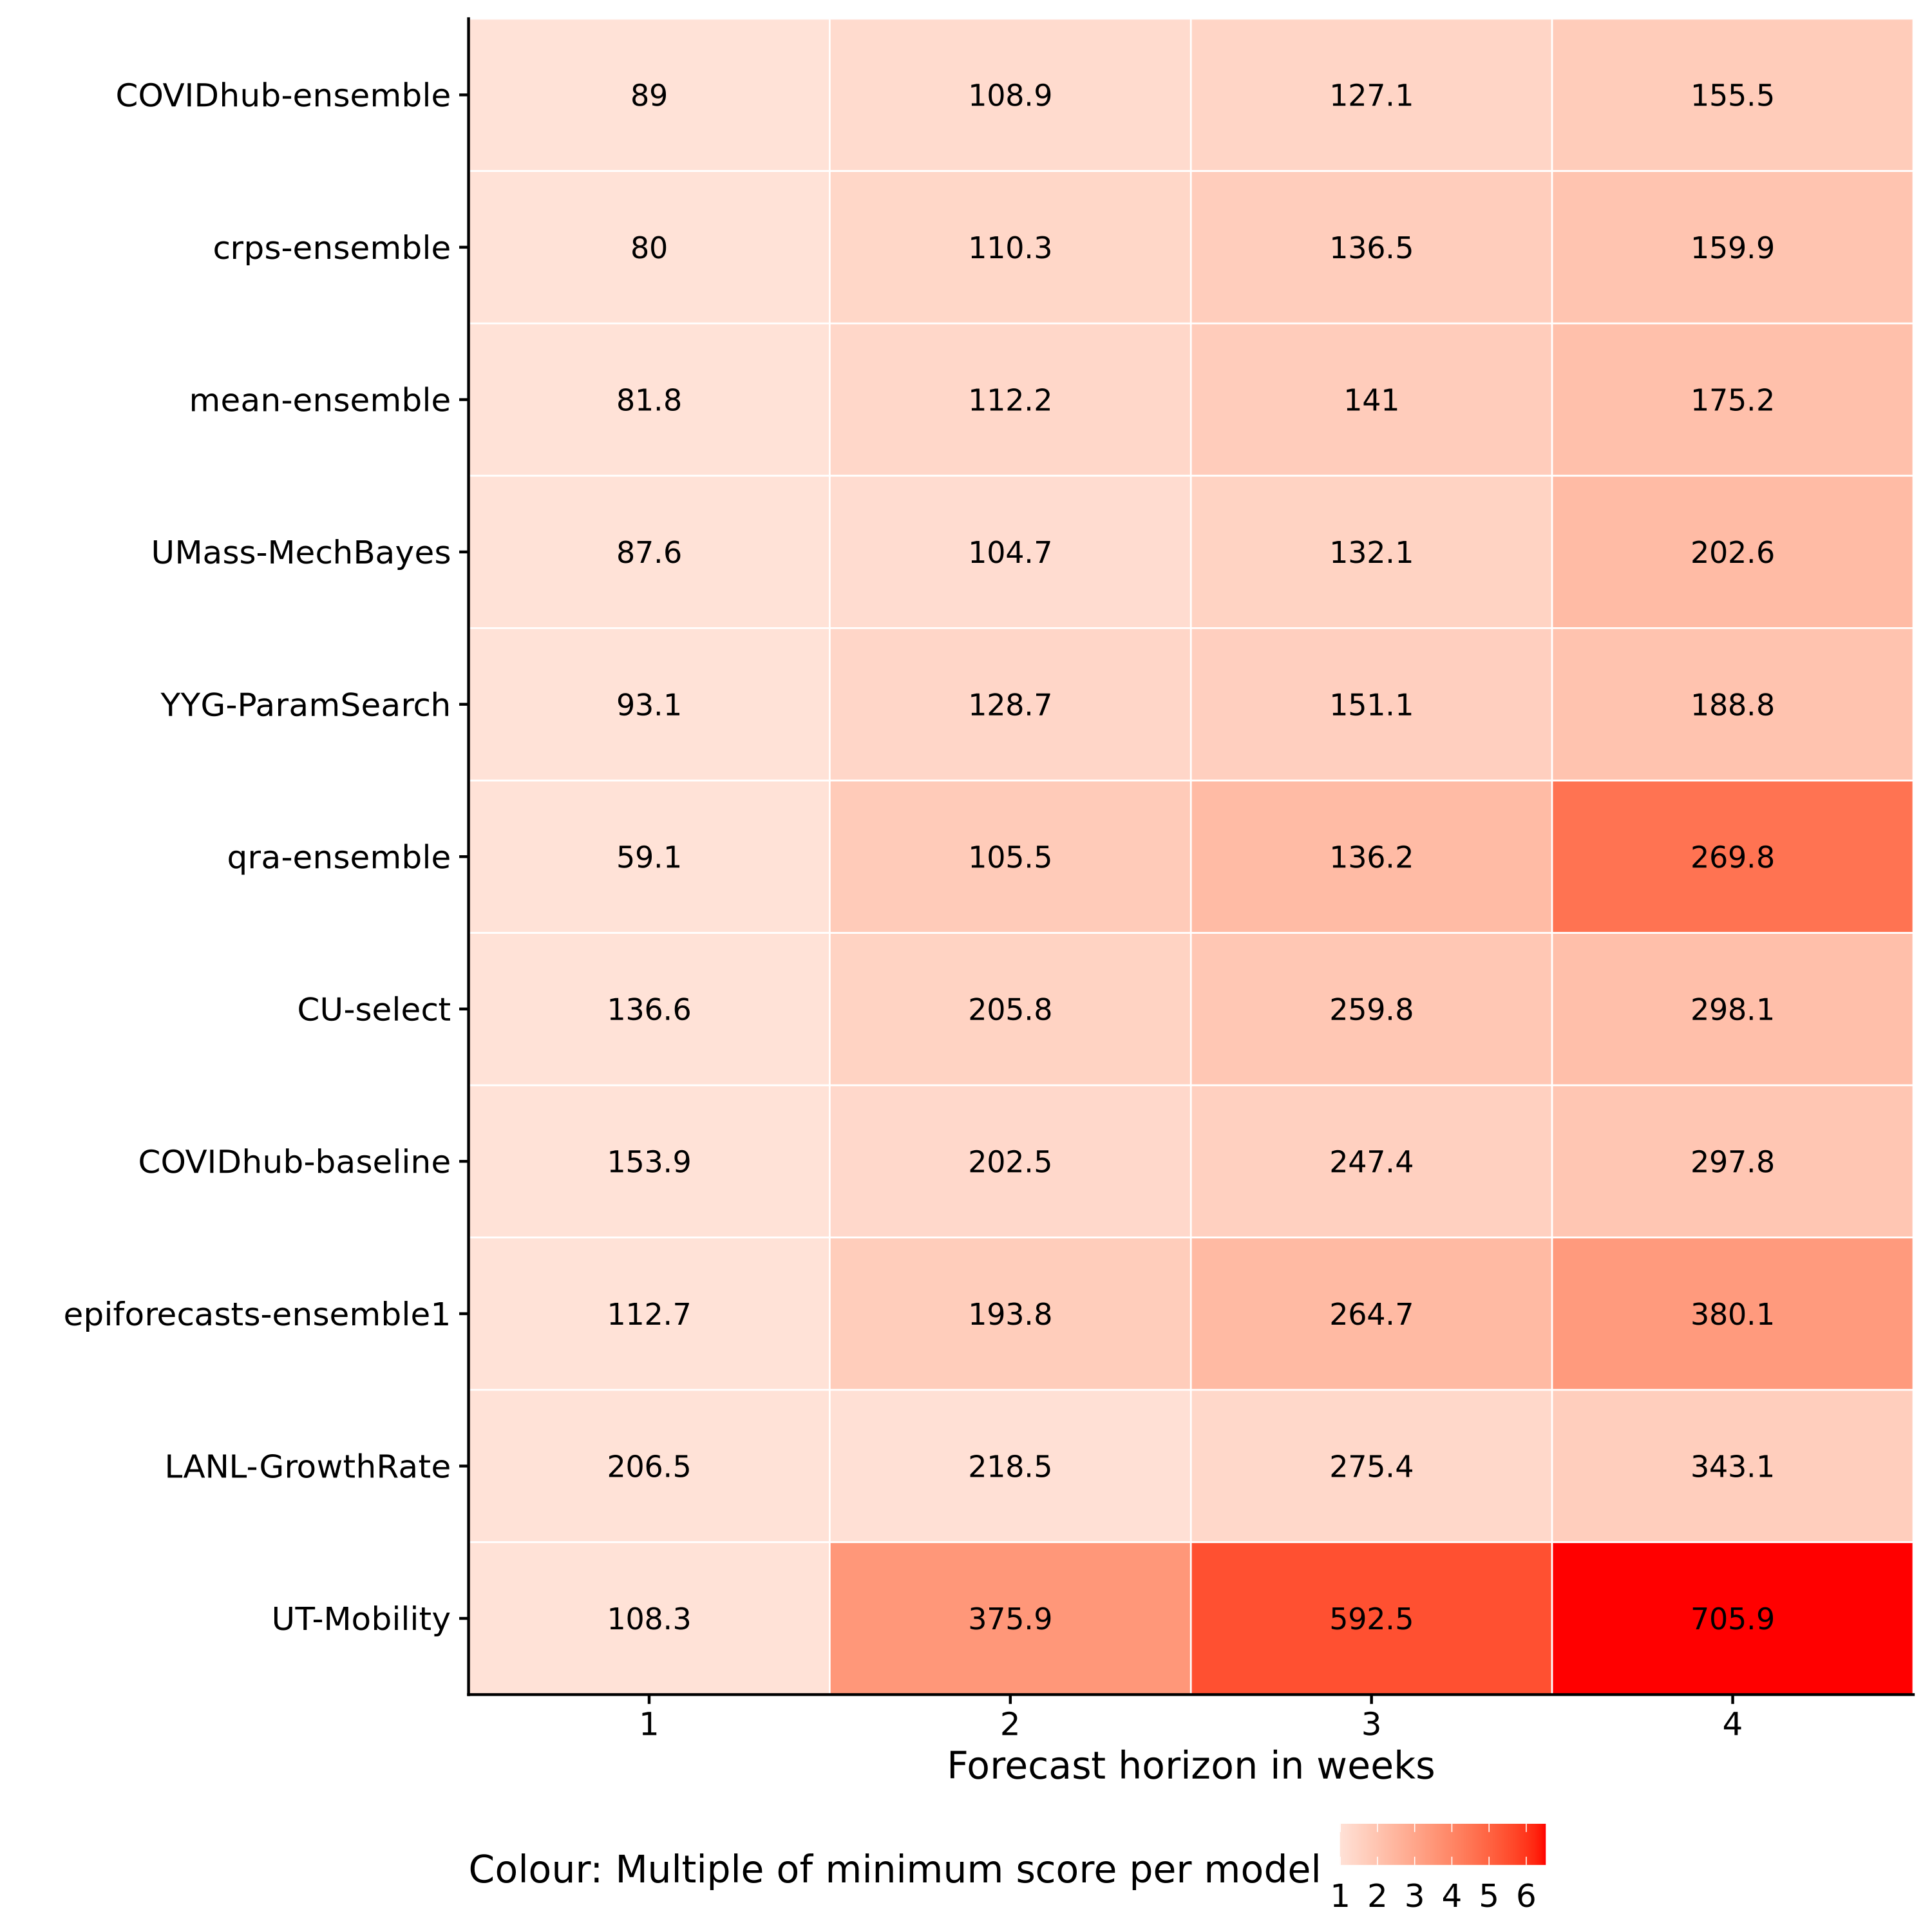 COVIDhub-ensemble 89 108.9 127.1 155.5
crps-ensemble 80 110.3 136.5 159.9
mean-ensemble 81.8 112.2 141 175.2
UMass-MechBayes 87.6 104.7 132.1 202.6
YYG-ParamSearch 93.1 128.7 151.1 188.8
qra-ensemble 59.1 105.5 136.2 269.8
CU-select 136.6 205.8 259.8 298.1
COVIDhub-baseline 153.9 202.5 247.4 297.8
epiforecasts-ensemble1 112.7 193.8 264.7 380.1
LANL-GrowthRate 206.5 218.5 275.4 343.1
UT-Mobility 108.3 375.9 592.5 705.9
1 2 3 4
Forecast horizon in weeks
Colour: Multiple of minimum score per model
1 2 3 4 5 6